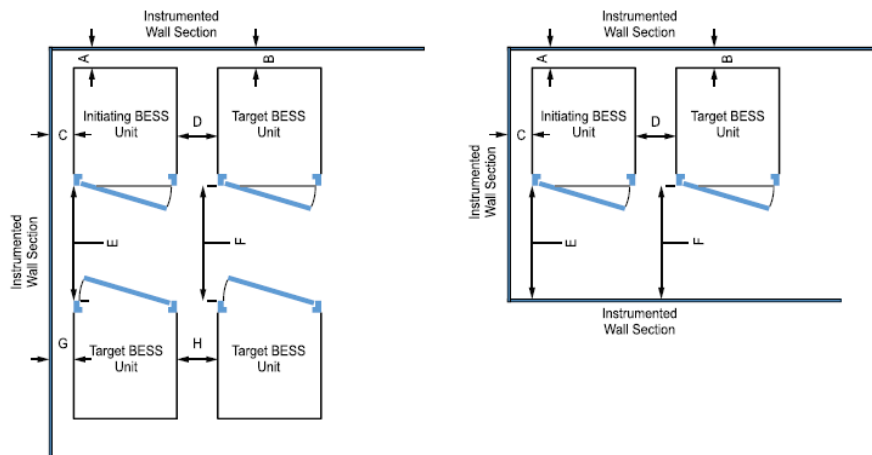 Instrumented
Wall Section
A
B
Initiating BESS
Unit
Target BESS
Unit
C
D
Instrumented
Wall Section
E
F
G
H
Target BESS
Unit
Target BESS
Unit
Instrumented
Wall Section
A
B
Initiating BESS
Unit
Target BESS
Unit
C
D
Instrumented
Wall Section
E
F
Instrumented
Wall Section